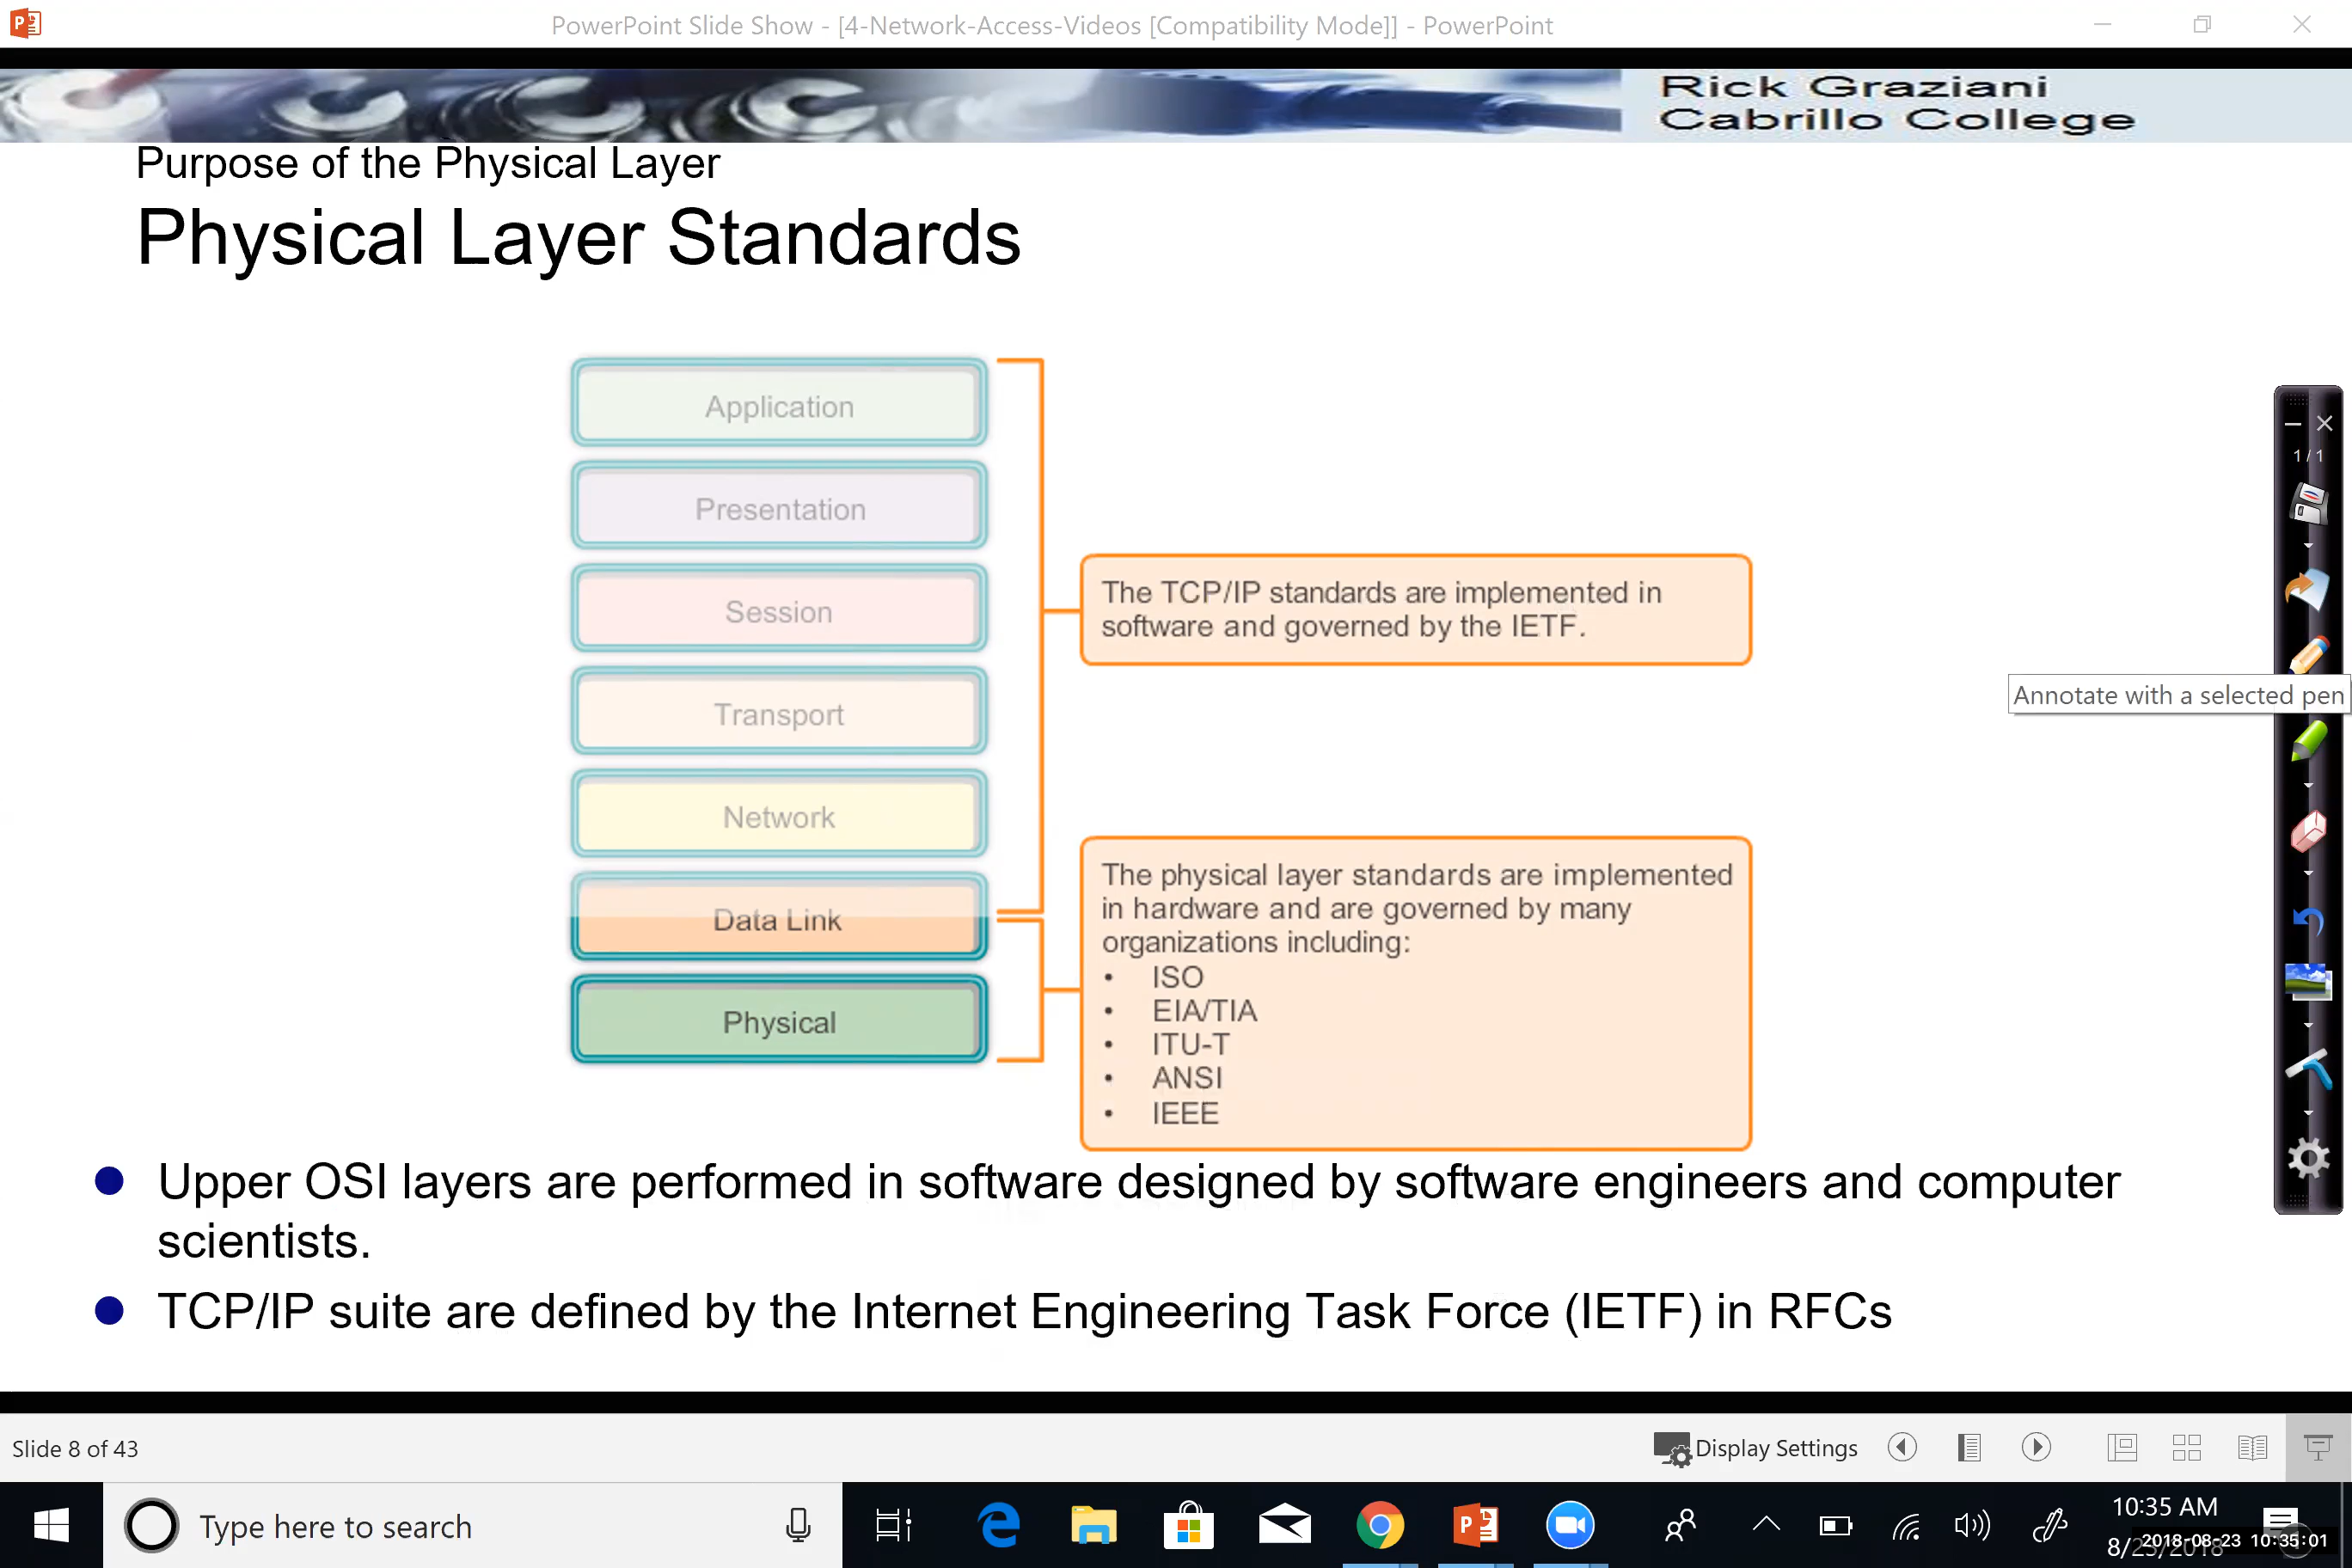 PowerPoint Slide Show - [4-Network-Access-Videos [Compatibility Mode]] - PowerPoint
Rick Graziani
Cabrillo College
Purpose of the Physical Layer
Physical Layer Standards
Application
Presentation
Session
Transport
Network
Data Link
Physical
The TCP/IP standards are implemented in
software and governed by the IETF.
The physical layer standards are implemented
in hardware and are governed by many
organizations including:
• ISO
• EIA/TIA
• ITU-T
• ANSI
• IEEE
1/1
Annotate with a selected pen
● Upper OSI layers are performed in software designed by software engineers and computer
scientists.
● TCP/IP suite are defined by the Internet Engineering Task Force (IETF) in RFCs
Slide 8 of 43
Display Settings
Type here to search
10:35 AM
8/23/2018
2018-08-23 10:35:01